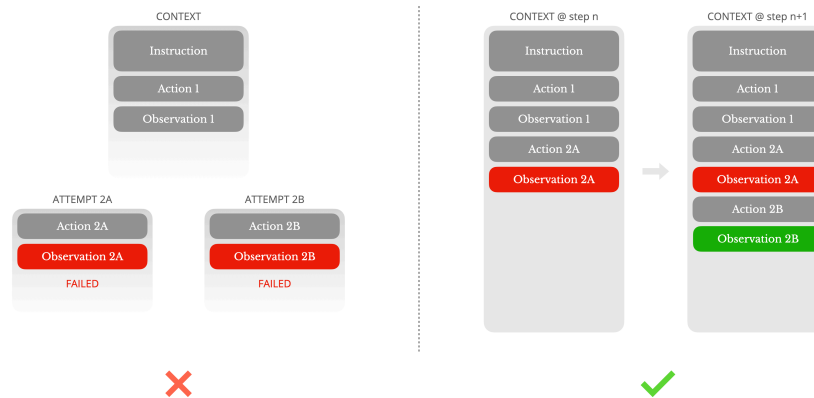 CONTEXT
Instruction
Action 1
Observation 1
ATTEMPT 2A
Action 2A
Observation 2A
FAILED
ATTEMPT 2B
Action 2B
Observation 2B
FAILED
CONTEXT @ step n
Instruction
Action 1
Observation 1
Action 2A
Observation 2A
CONTEXT @ step n+1
Instruction
Action 1
Observation 1
Action 2A
Observation 2A
Action 2B
Observation 2B